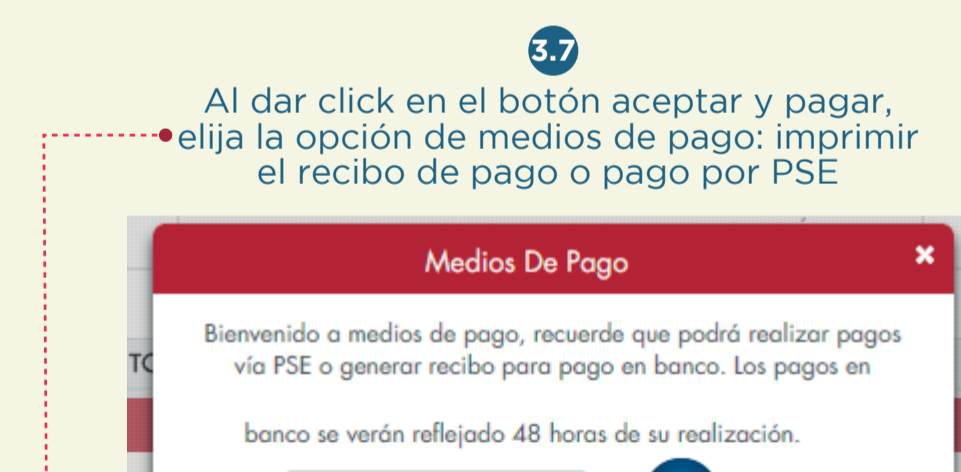 3.7
Al dar click en el botón aceptar y pagar,
elija la opción de medios de pago: imprimir
el recibo de pago o pago por PSE
Medios De Pago
Bienvenido a medios de pago, recuerde que podrá realizar pagos
vía PSE o generar recibo para pago en banco. Los pagos en
banco se verán reflejado 48 horas de su realización.